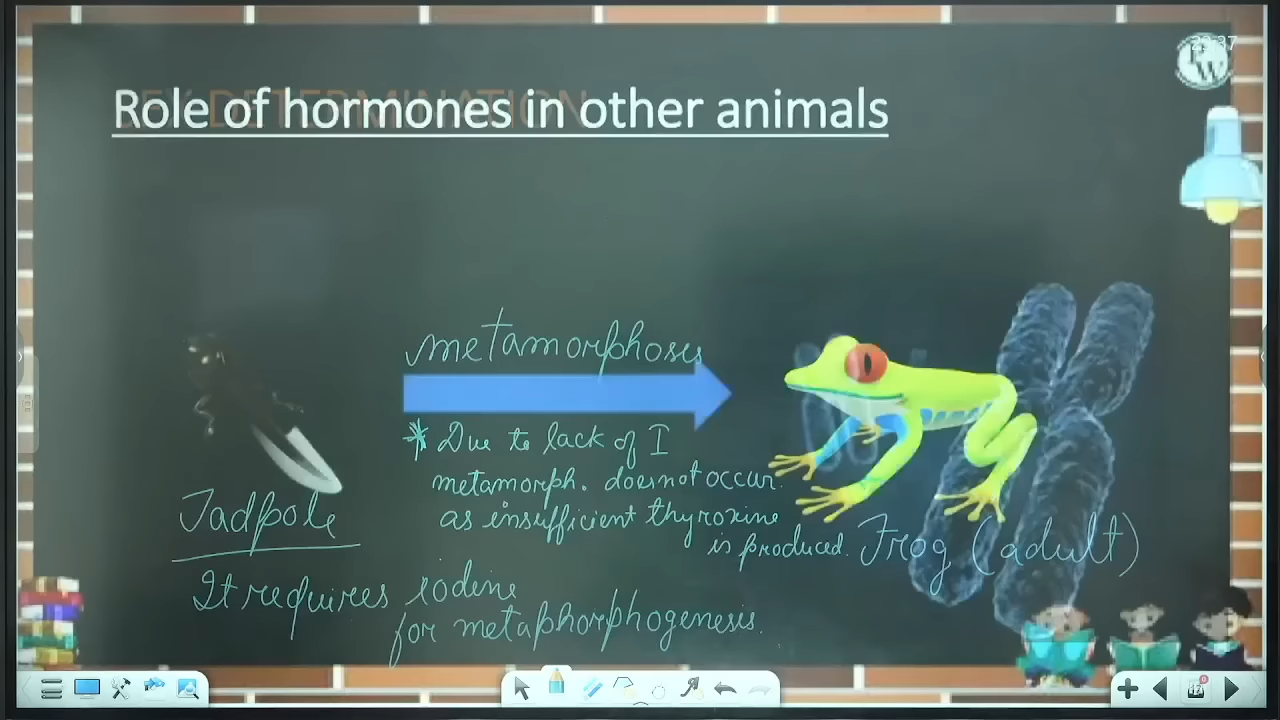 Role of hormones in other animals
metamorphosis
* Due to lack of I
metamorph. does not occur.
as insufficient thyroxine
is produced.
Tadpole
Frog (adult)
It requires iodine
for metaphorphogenesis.